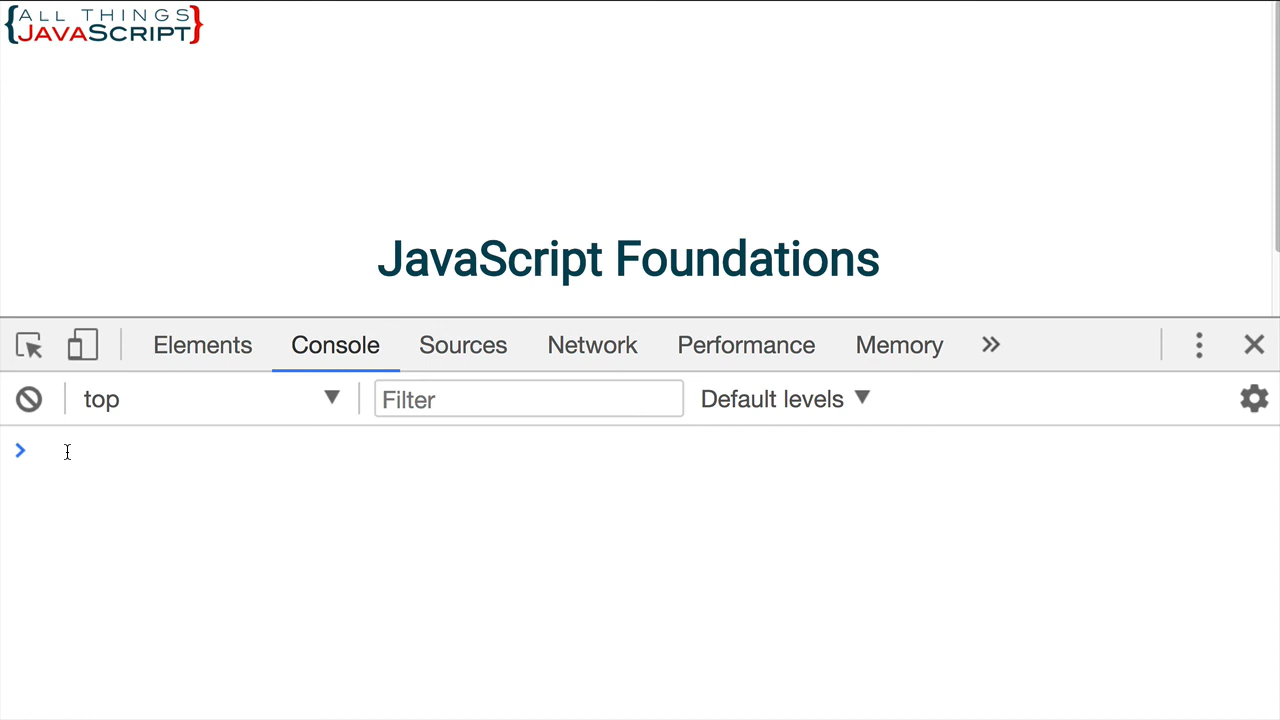 {ALL THINGS
JAVASCRIPT}
JavaScript Foundations
Elements Console Sources Network Performance Memory »
top ▼ Filter Default levels ▼
>